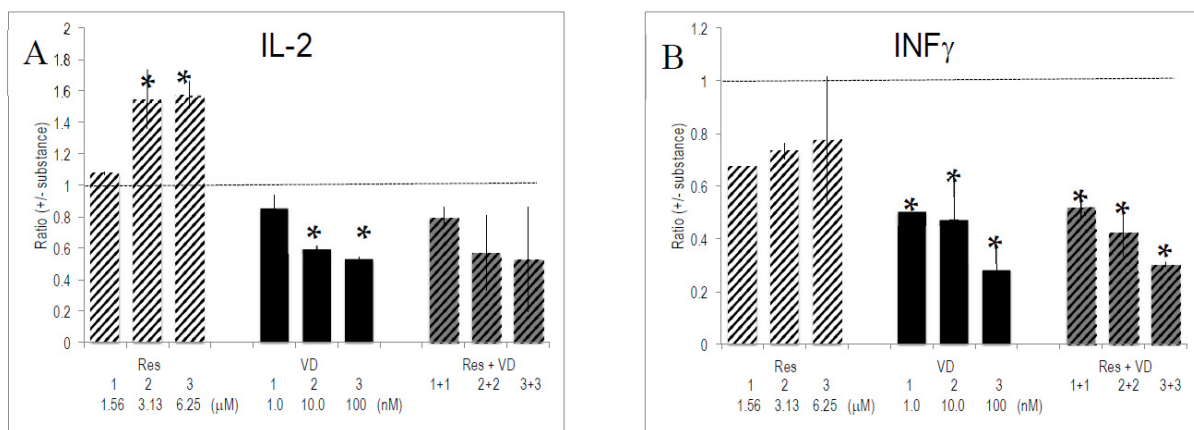 A
IL-2
Ratio (+/- substance)
2
1.8
1.6
1.4
1.2
1
0.8
0.6
0.4
0.2
0
* *
* *
Res VD Res + VD
1 2 3 1 2 3 1+1 2+2 3+3
1.56 3.13 6.25 (μM) 1.0 10.0 100 (nM)
B
INFγ
Ratio (+/- substance)
1.2
1
0.8
0.6
0.4
0.2
0
* * *
* * *
Res VD Res + VD
1 2 3 1 2 3 1+1 2+2 3+3
1.56 3.13 6.25 (μM) 1.0 10.0 100 (nM)